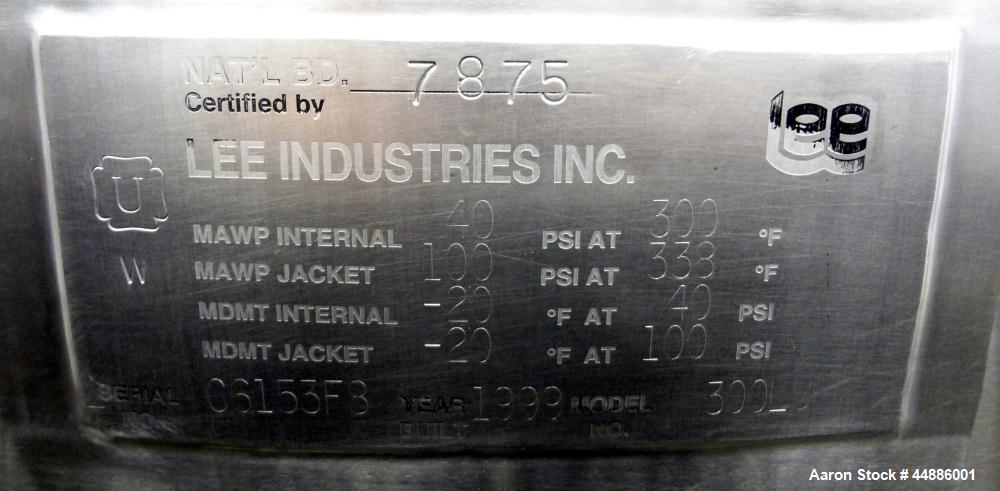 NAT'L BD. 7875
Certified by
LEE
LEE INDUSTRIES INC.
U
W
MAWP INTERNAL 40 PSI AT 300 °F
MAWP JACKET 100 PSI AT 338 °F
MDMT INTERNAL -20 °F AT 40 PSI
MDMT JACKET -20 °F AT 100 PSI
SERIAL C6153F8 YEAR 1999 MODEL
BUILT NO.
Aaron Stock # 44886001